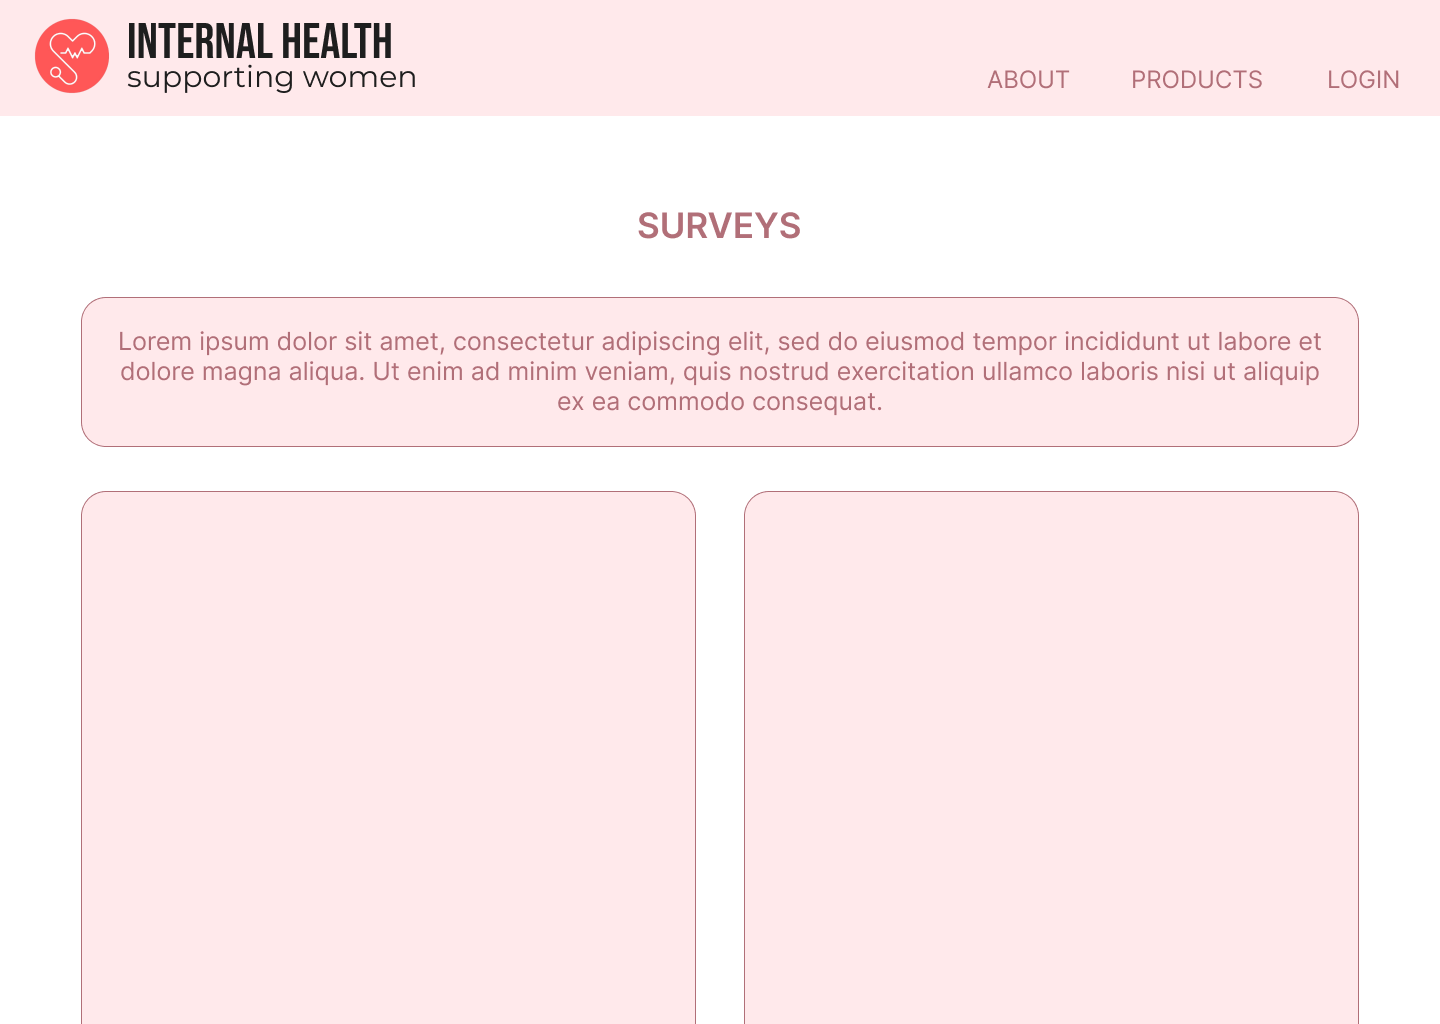 INTERNAL HEALTH
supporting women
ABOUT PRODUCTS LOGIN
SURVEYS
Lorem ipsum dolor sit amet, consectetur adipiscing elit, sed do eiusmod tempor incididunt ut labore et
dolore magna aliqua. Ut enim ad minim veniam, quis nostrud exercitation ullamco laboris nisi ut aliquip
ex ea commodo consequat.